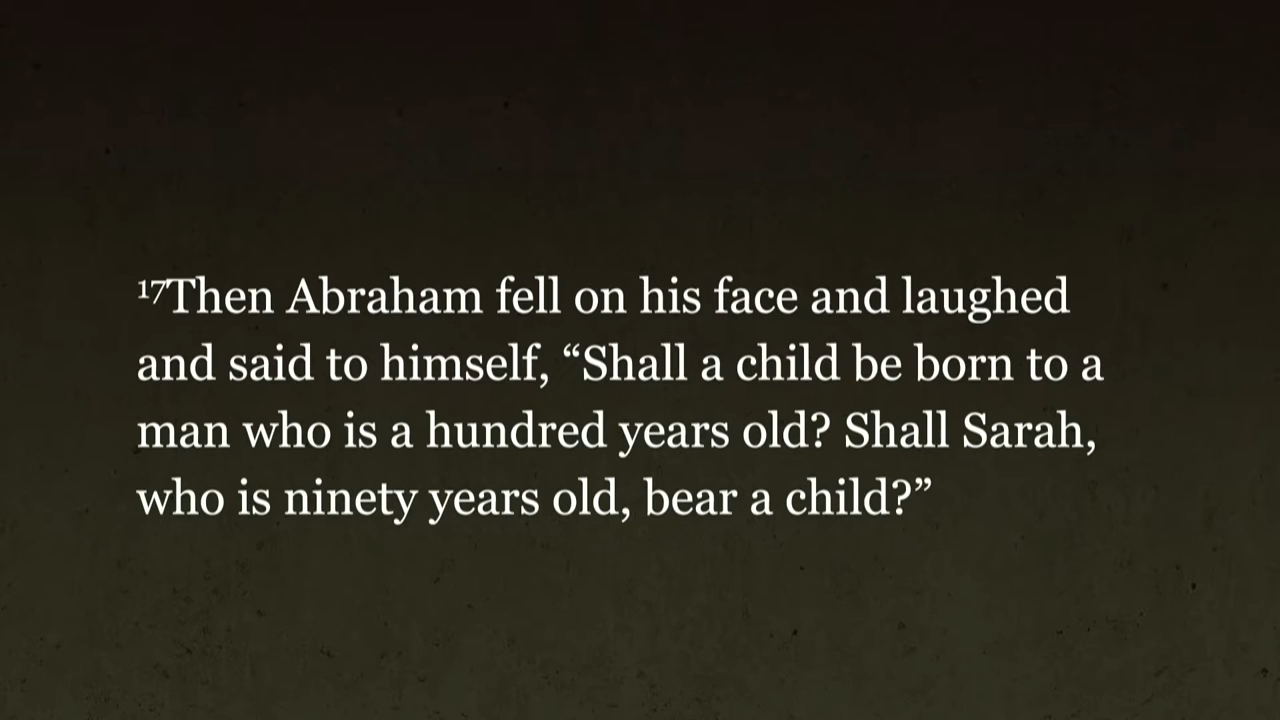 ¹⁷Then Abraham fell on his face and laughed
and said to himself, “Shall a child be born to a
man who is a hundred years old? Shall Sarah,
who is ninety years old, bear a child?”